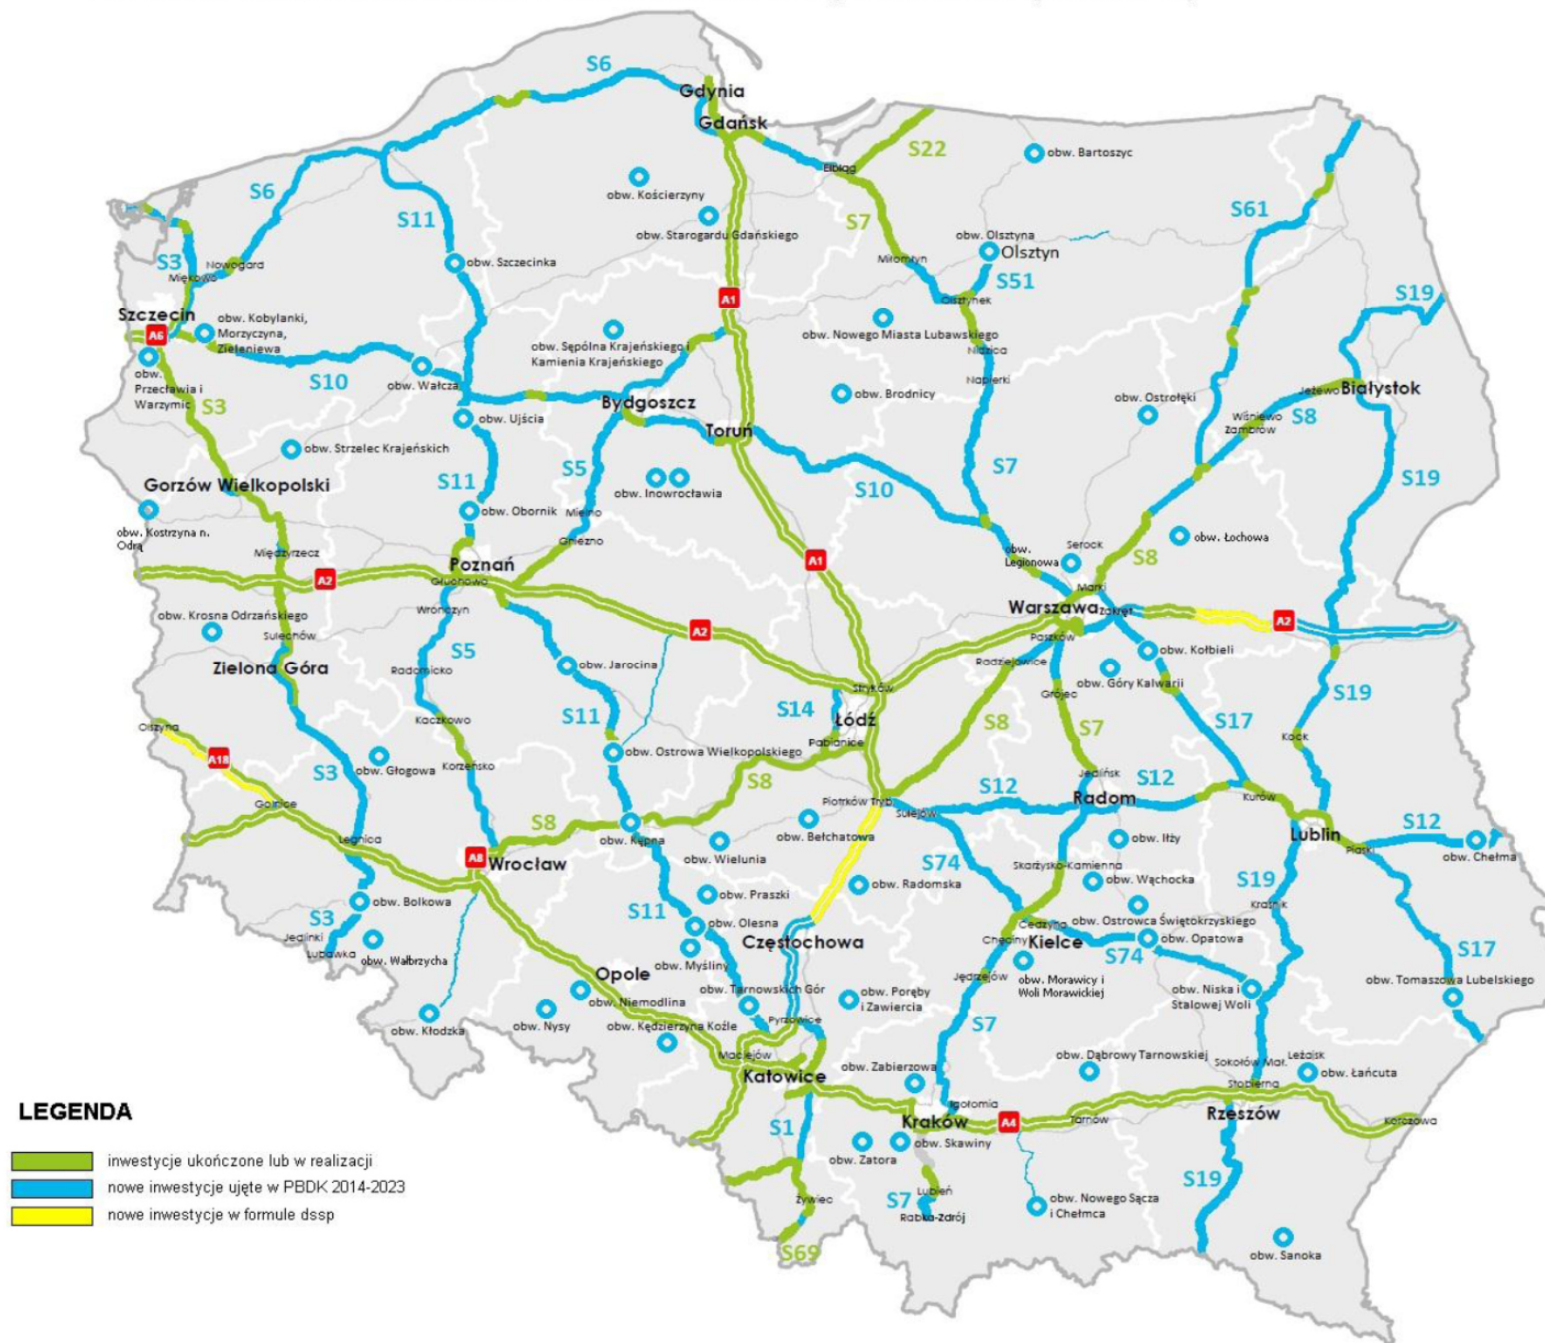 S6
Gdynia
Gdańsk
S22
obw. Bartoszyc
Elbląg
obw. Kościerzyny
S6
S11
obw. Starogardu Gdańskiego
S7
S61
obw. Olsztyna
Olsztyn
S3
Nowogard
Miękowo
obw. Szczecinka
Miłomłyn
S51
S19
A1
Olsztynek
Szczecin
A6
obw. Kobylanki,
Morzyczyna,
Zieleniewa
obw. Nowego Miasta Lubawskiego
obw. Sępólna Krajeńskiego i
Kamienia Krajeńskiego
Nidzica
Napierki
obw.
Przecławia i
Warzymic
S10
obw. Wałcza
Bydgoszcz
obw. Brodnicy
obw. Ostrołęki
Jeżewo
Białystok
Wiśniewo
Zambrów
S8
S3
obw. Ujścia
Toruń
obw. Strzelec Krajeńskich
S5
S7
S19
Gorzów Wielkopolski
S11
obw. Inowrocławia
S10
obw. Kostrzyna n.
Odrą
obw. Obornik
Mielno
Gniezno
obw. Łochowa
Serock
obw.
Legionowa
S8
Międzyrzecz
Poznań
Głuchowo
A2
A1
Marki
Wronczyn
Warszawa
Zakręt
A2
obw. Krosna Odrzańskiego
Sulechów
A2
Paszków
Radziejowice
obw. Kołbieli
S5
Radomicko
Zielona Góra
obw. Jarocina
obw. Góry Kalwarii
Grójec
Stryków
S19
S14
Łódź
S11
Kaczkowo
S8
S7
S17
Olszyna
Pabianice
Kock
A18
obw. Ostrowa Wielkopolskiego
S3
obw. Głogowa
Korzeńsko
Jedlińsk
S8
S12
S12
Golnice
Piotrków Tryb.
Sulejów
Radom
Kurów
S8
obw. Bełchatowa
Lublin
Legnica
obw. Kępna
obw. Wielunia
obw. Iłży
S12
Piaski
obw. Chełma
A8
Wrocław
S74
Skarżysko-Kamienna
obw. Praszki
obw. Radomska
obw. Wąchocka
S19
Kraśnik
obw. Bolkowa
S3
S11
obw. Olesna
obw. Ostrowca Świętokrzyskiego
Cedzyna
Jedlinki
Lubawka
Częstochowa
Chęciny
Kielce
obw. Opatowa
obw. Wałbrzycha
obw. Myśliny
S74
S17
Opole
Jędrzejów
obw. Morawicy i
Woli Morawickiej
obw. Tomaszowa Lubelskiego
obw. Niemodlina
obw. Tarnowskich Gór
obw. Poręby
i Zawiercia
obw. Niska i
Stalowej Woli
obw. Kłodzka
obw. Nysy
obw. Kędzierzyna Koźle
Pyrzowice
S7
Maciejów
obw. Dąbrowy Tarnowskiej
Sokołów Młp.
Leżajsk
Katowice
obw. Zabierzowa
obw. Łańcuta
Stobierna
LEGENDA
Igołomia
Kraków
A4
Tarnów
Rzeszów
Korczowa
S1
obw. Skawiny
obw. Zatora
inwestycje ukończone lub w realizacji
S19
nowe inwestycje ujęte w PBDK 2014-2023
Żywiec
S7
Lubień
Rabka-Zdrój
obw. Nowego Sącza
i Chełmca
nowe inwestycje w formule dssp
S69
obw. Sanoka